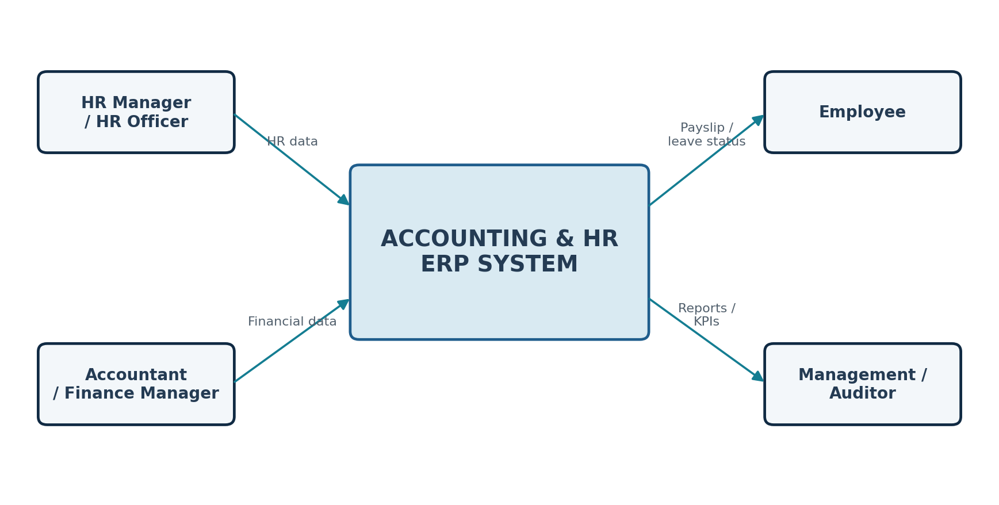 HR Manager
/ HR Officer
HR data
Payslip /
leave status
Employee
ACCOUNTING & HR
ERP SYSTEM
Financial data
Reports /
KPIs
Accountant
/ Finance Manager
Management /
Auditor